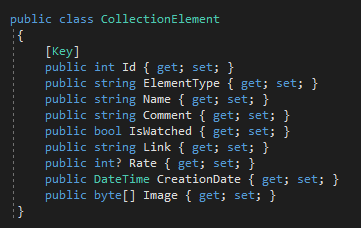 public class CollectionElement
{
[Key]
public int Id { get; set; }
public string ElementType { get; set; }
public string Name { get; set; }
public string Comment { get; set; }
public bool IsWatched { get; set; }
public string Link { get; set; }
public int? Rate { get; set; }
public DateTime CreationDate { get; set; }
public byte[] Image { get; set; }
}